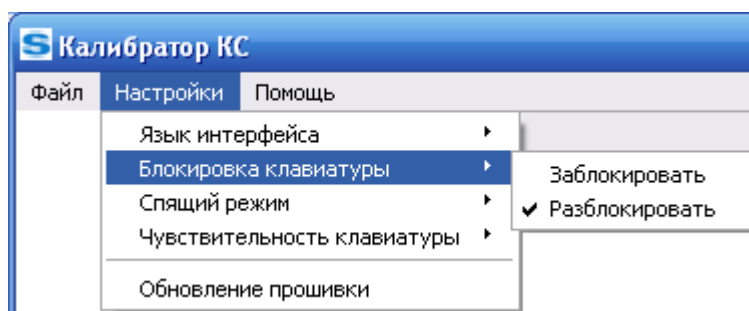 S Калибратор КС
Файл Настройки Помощь
Язык интерфейса
Блокировка клавиатуры
Заблокировать
Спящий режим
Разблокировать
Чувствительность клавиатуры
Обновление прошивки